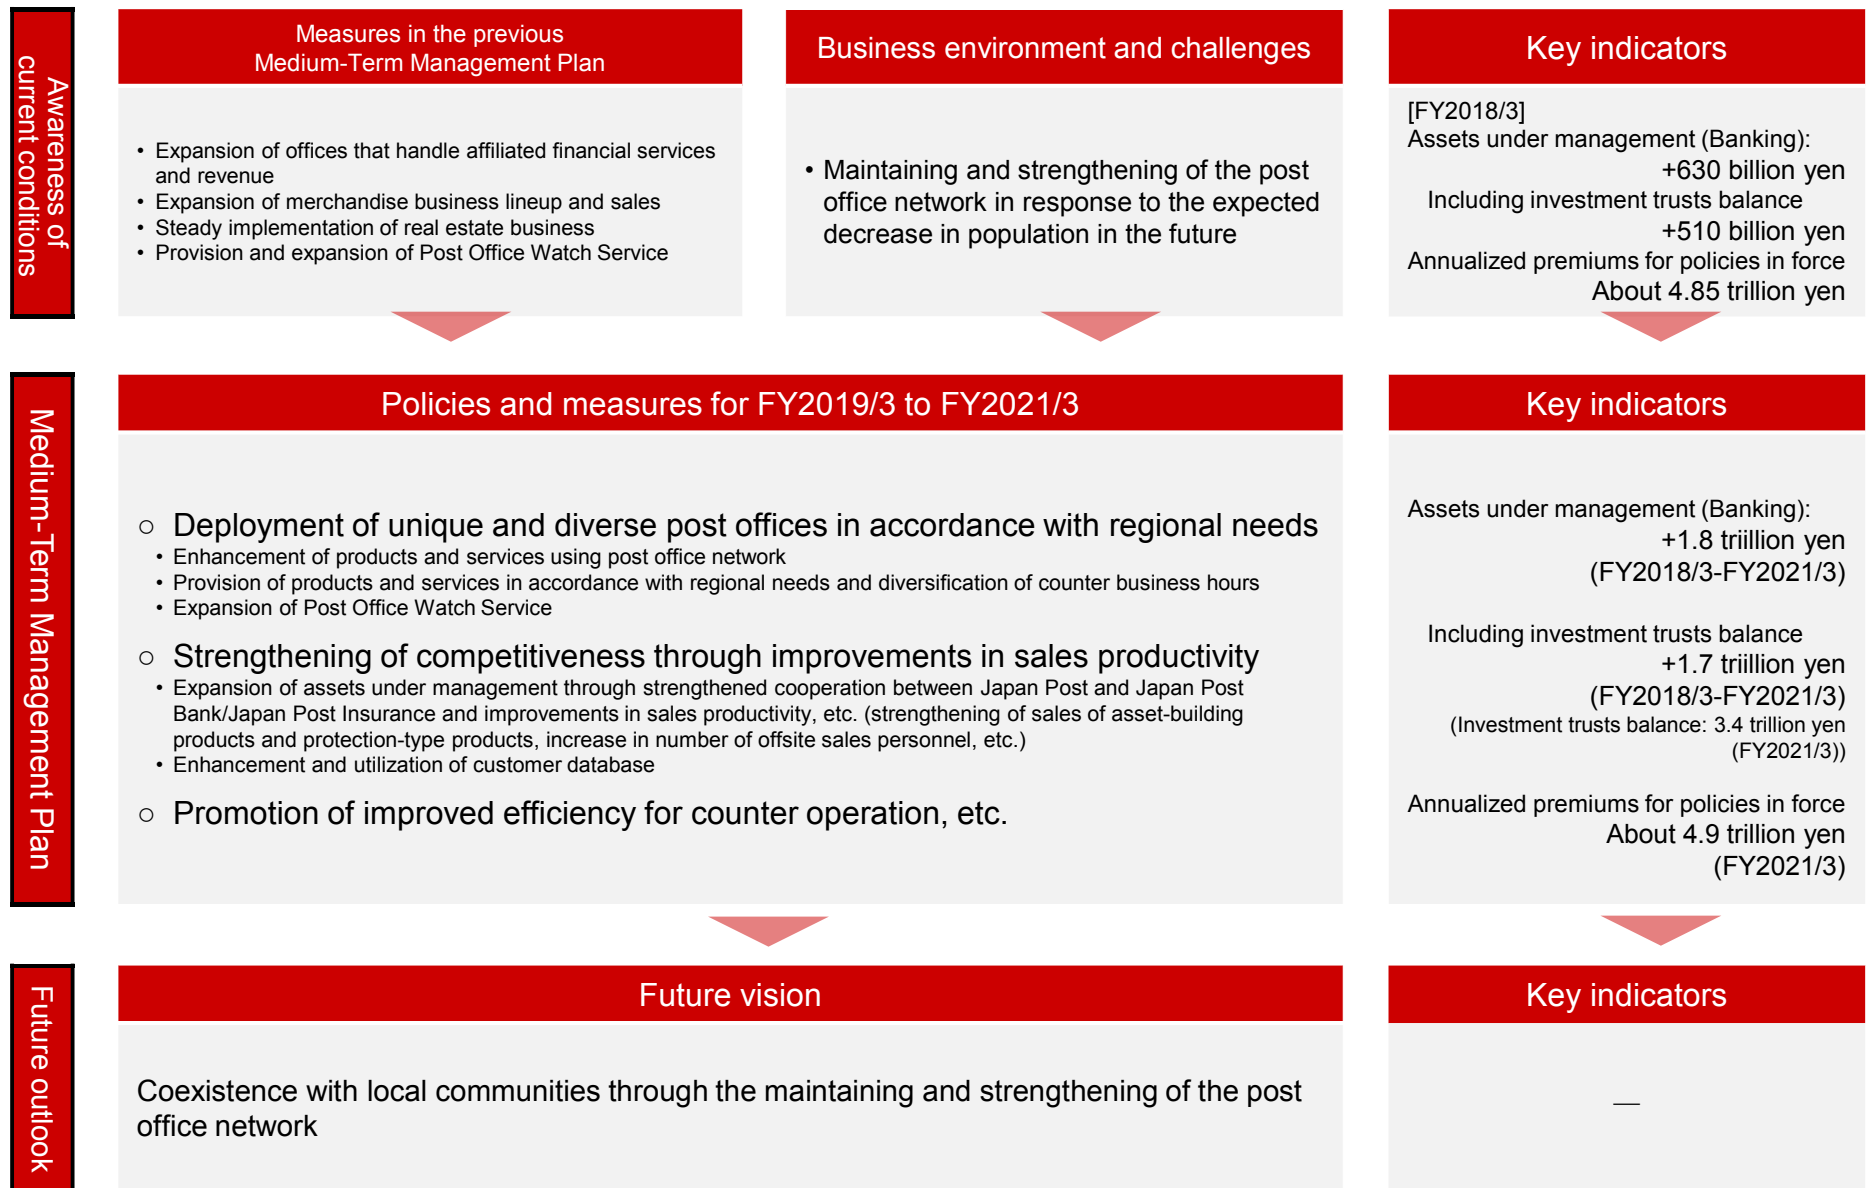 Awareness of
current conditions
Measures in the previous
Medium-Term Management Plan
• Expansion of offices that handle affiliated financial services
and revenue
• Expansion of merchandise business lineup and sales
• Steady implementation of real estate business
• Provision and expansion of Post Office Watch Service
Business environment and challenges
• Maintaining and strengthening of the post
office network in response to the expected
decrease in population in the future
Key indicators
[FY2018/3]
Assets under management (Banking):
+630 billion yen
Including investment trusts balance
+510 billion yen
Annualized premiums for policies in force
About 4.85 trillion yen
Medium-Term Management Plan
Policies and measures for FY2019/3 to FY2021/3
○ Deployment of unique and diverse post offices in accordance with regional needs
• Enhancement of products and services using post office network
• Provision of products and services in accordance with regional needs and diversification of counter business hours
• Expansion of Post Office Watch Service
○ Strengthening of competitiveness through improvements in sales productivity
• Expansion of assets under management through strengthened cooperation between Japan Post and Japan Post
Bank/Japan Post Insurance and improvements in sales productivity, etc. (strengthening of sales of asset-building
products and protection-type products, increase in number of offsite sales personnel, etc.)
• Enhancement and utilization of customer database
○ Promotion of improved efficiency for counter operation, etc.
Key indicators
Assets under management (Banking):
+1.8 triillion yen
(FY2018/3-FY2021/3)
Including investment trusts balance
+1.7 triillion yen
(FY2018/3-FY2021/3)
(Investment trusts balance: 3.4 trillion yen
(FY2021/3))
Annualized premiums for policies in force
About 4.9 trillion yen
(FY2021/3)
Future outlook
Future vision
Coexistence with local communities through the maintaining and strengthening of the post
office network
Key indicators
—